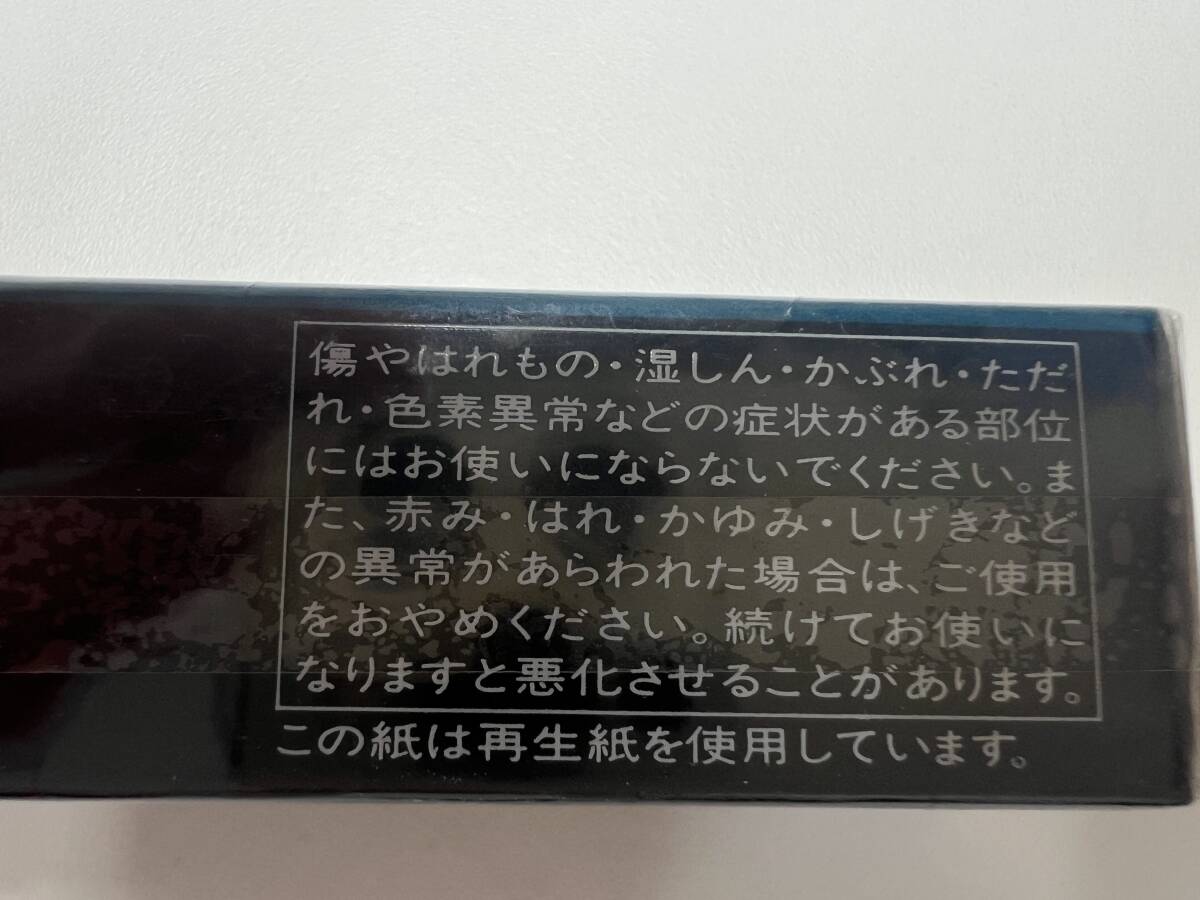 傷やはれもの・湿しん・かぶれ・ただ
れ・色素異常などの症状がある部位
にはお使いにならないでください。ま
た、赤み・はれ・かゆみ・しげきなど
の異常があらわれた場合は、ご使用
をおやめください。続けてお使いに
なりますと悪化させることがあります。
この紙は再生紙を使用しています。